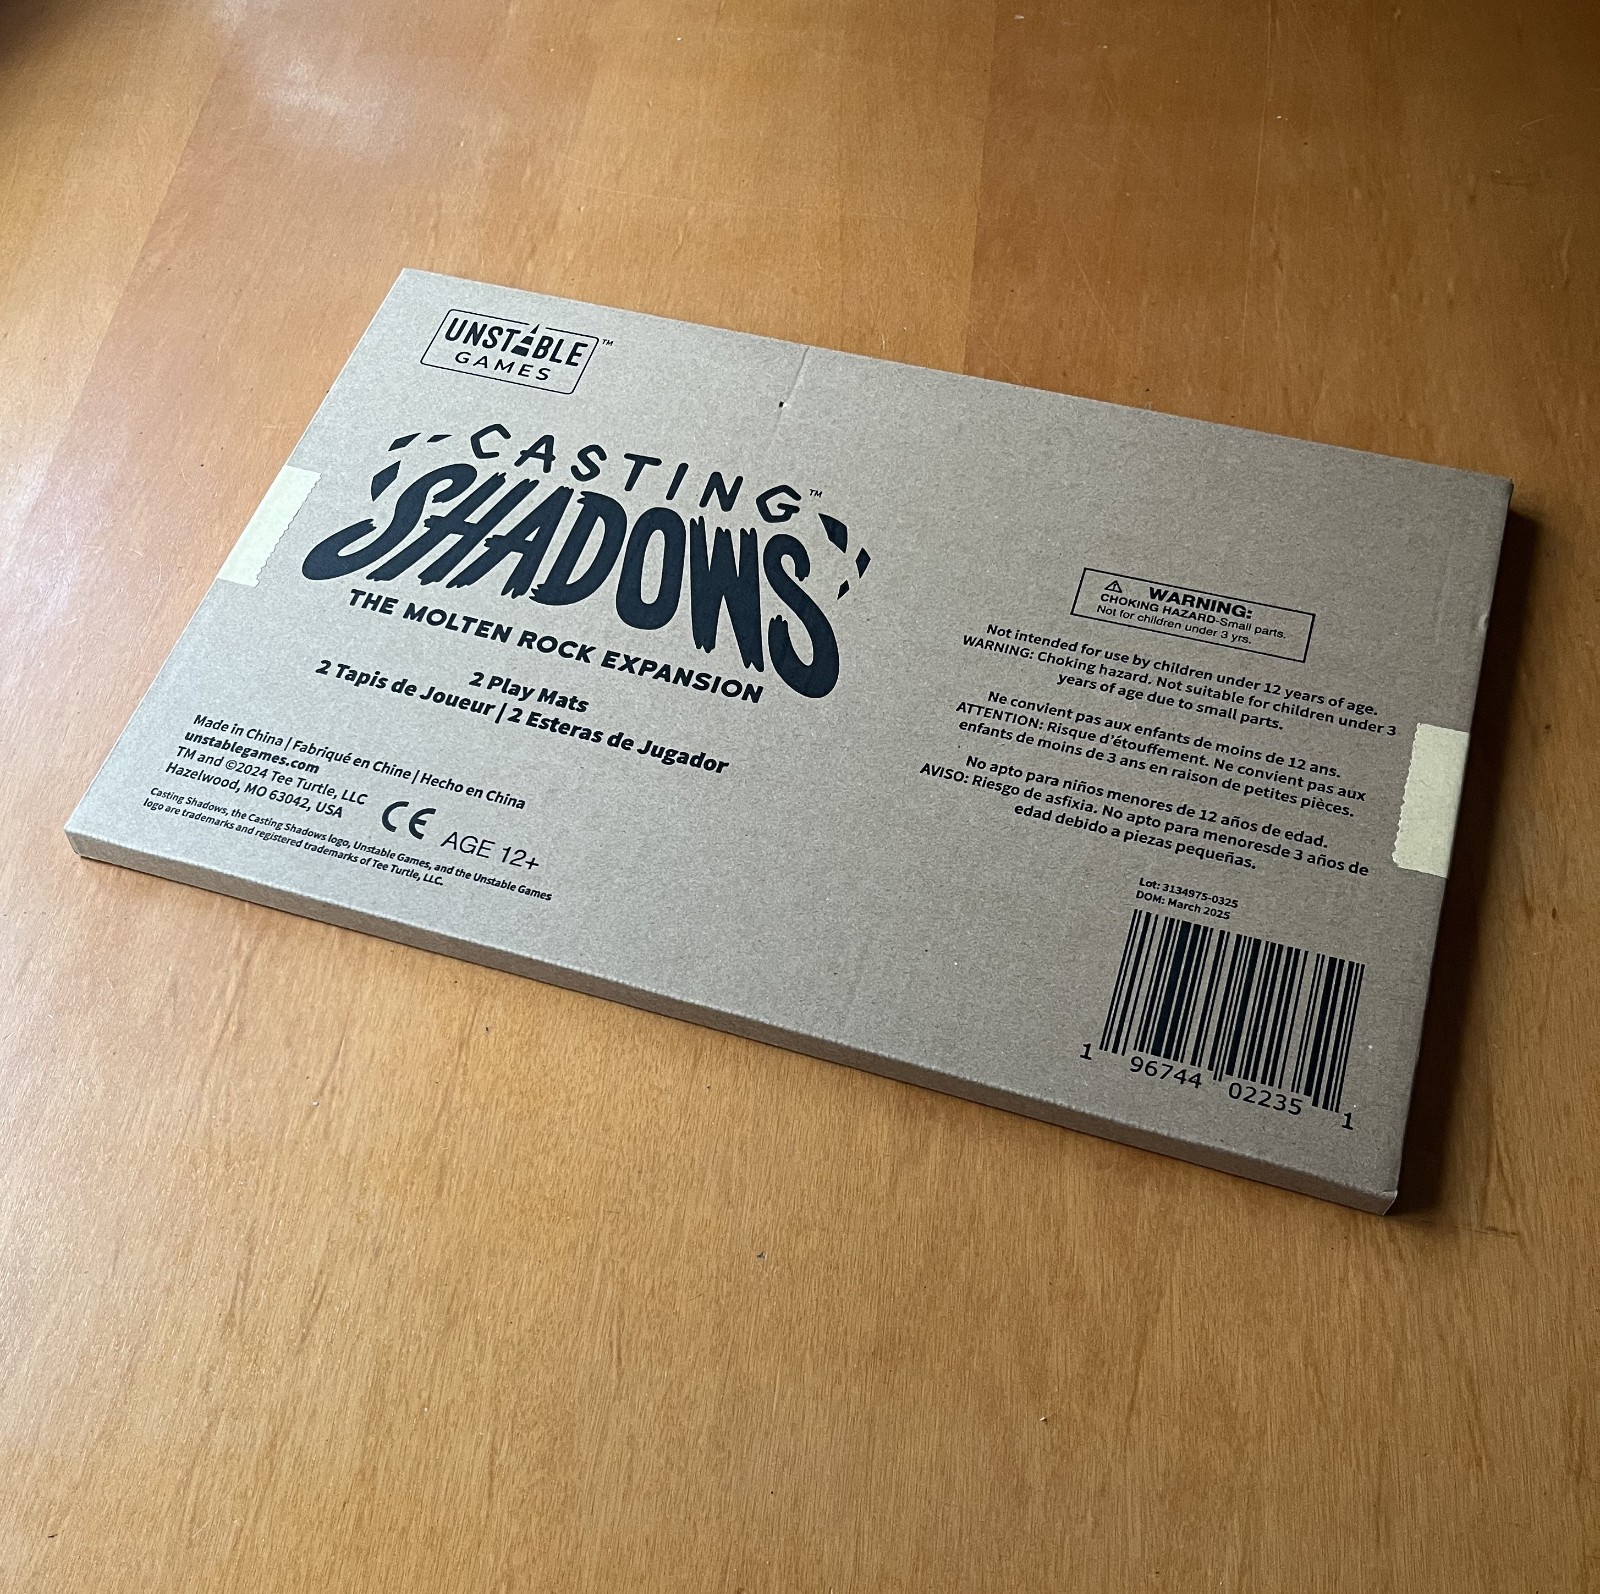 UNSTABLE™
GAMES
CASTING™
SHADOWS
THE MOLTEN ROCK EXPANSION
2 Play Mats
2 Tapis de Joueur | 2 Esteras de Jugador
Made in China | Fabriqué en Chine | Hecho en China
unstablegames.com
TM and ©2024 Tee Turtle, LLC
Hazelwood, MO 63042, USA
CE AGE 12+
Casting Shadows, the Casting Shadows logo, Unstable Games, and the Unstable Games
logo are trademarks and registered trademarks of Tee Turtle, LLC.
WARNING:
CHOKING HAZARD-Small parts.
Not for children under 3 yrs.
Not intended for use by children under 12 years of age.
WARNING: Choking hazard. Not suitable for children under 3
years of age due to small parts.
Ne convient pas aux enfants de moins de 12 ans.
ATTENTION: Risque d'étouffement. Ne convient pas aux
enfants de moins de 3 ans en raison de petites pièces.
No apto para niños menores de 12 años de edad.
AVISO: Riesgo de asfixia. No apto para menoresde 3 años de
edad debido a piezas pequeñas.
Lot: 3134975-0325
DOM: March 2025
1 96744 02235 1